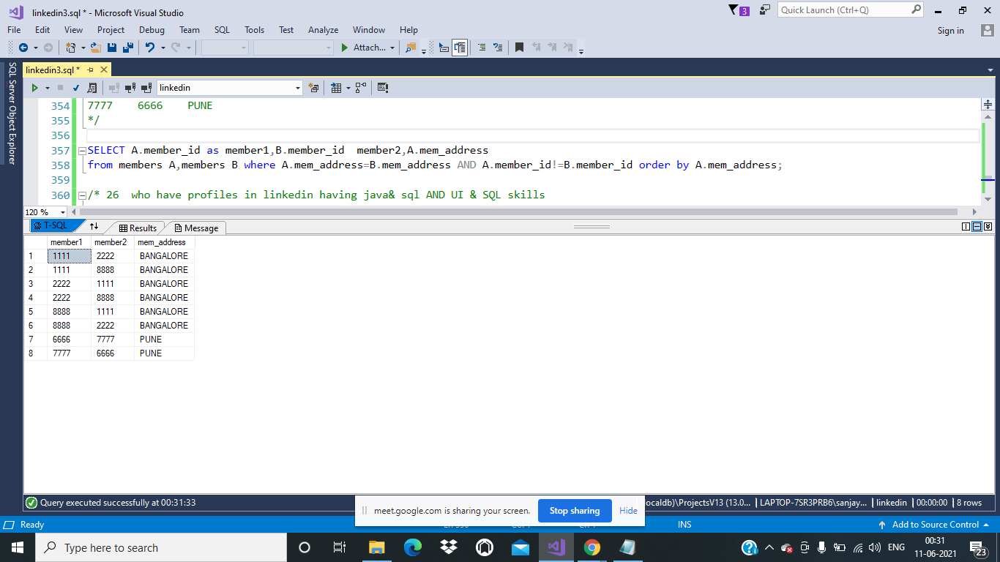 linkedin3.sql * - Microsoft Visual Studio
3
Quick Launch (Ctrl+Q)
File Edit View Project Debug Team SQL Tools Test Analyze Window Help
Sign in
Attach...
SQL Server Object Explorer
linkedin3.sql *
linkedin
354 7777 6666 PUNE
355 */
356
357 SELECT A.member_id as member1,B.member_id  member2,A.mem_address
358 from members A,members B where A.mem_address=B.mem_address AND A.member_id!=B.member_id order by A.mem_address;
359
360 /* 26  who have profiles in linkedin having java& sql AND UI & SQL skills
120 %
T-SQL Results Message
member1 member2 mem_address
1 1111 2222 BANGALORE
2 1111 8888 BANGALORE
3 2222 1111 BANGALORE
4 2222 8888 BANGALORE
5 8888 1111 BANGALORE
6 8888 2222 BANGALORE
7 6666 7777 PUNE
8 7777 6666 PUNE
Query executed successfully at 00:31:33
meet.google.com is sharing your screen. Stop sharing Hide
ocaldb)\ProjectsV13 (13.0... LAPTOP-7SR3PRB6\sanjay... linkedin 00:00:00 8 rows
Ready
INS
Add to Source Control
Type here to search
ENG
00:31
11-06-2021
23